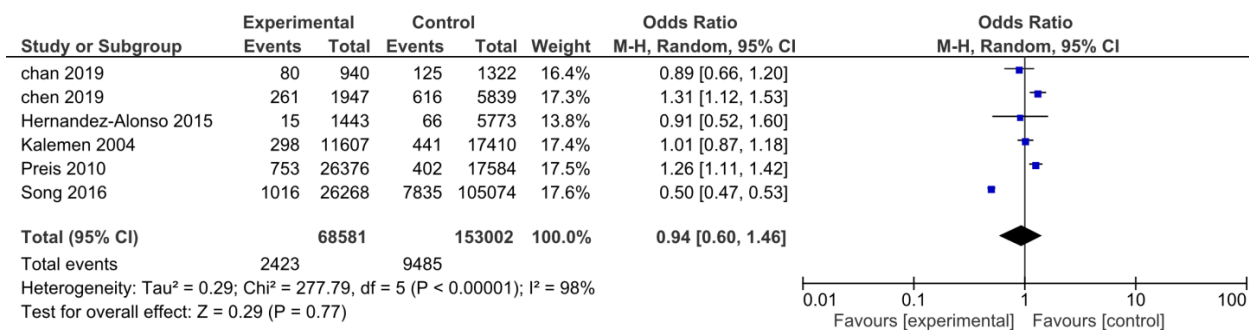 Experimental Control Odds Ratio Odds Ratio
Study or Subgroup Events Total Events Total Weight M-H, Random, 95% CI M-H, Random, 95% CI
chan 2019 80 940 125 1322 16.4% 0.89 [0.66, 1.20]
chen 2019 261 1947 616 5839 17.3% 1.31 [1.12, 1.53]
Hernandez-Alonso 2015 15 1443 66 5773 13.8% 0.91 [0.52, 1.60]
Kalemen 2004 298 11607 441 17410 17.4% 1.01 [0.87, 1.18]
Preis 2010 753 26376 402 17584 17.5% 1.26 [1.11, 1.42]
Song 2016 1016 26268 7835 105074 17.6% 0.50 [0.47, 0.53]
Total (95% CI) 68581 153002 100.0% 0.94 [0.60, 1.46]
Total events 2423 9485
Heterogeneity: Tau² = 0.29; Chi² = 277.79, df = 5 (P < 0.00001); I² = 98%
Test for overall effect: Z = 0.29 (P = 0.77)
0.01 0.1 1 10 100
Favours [experimental] Favours [control]